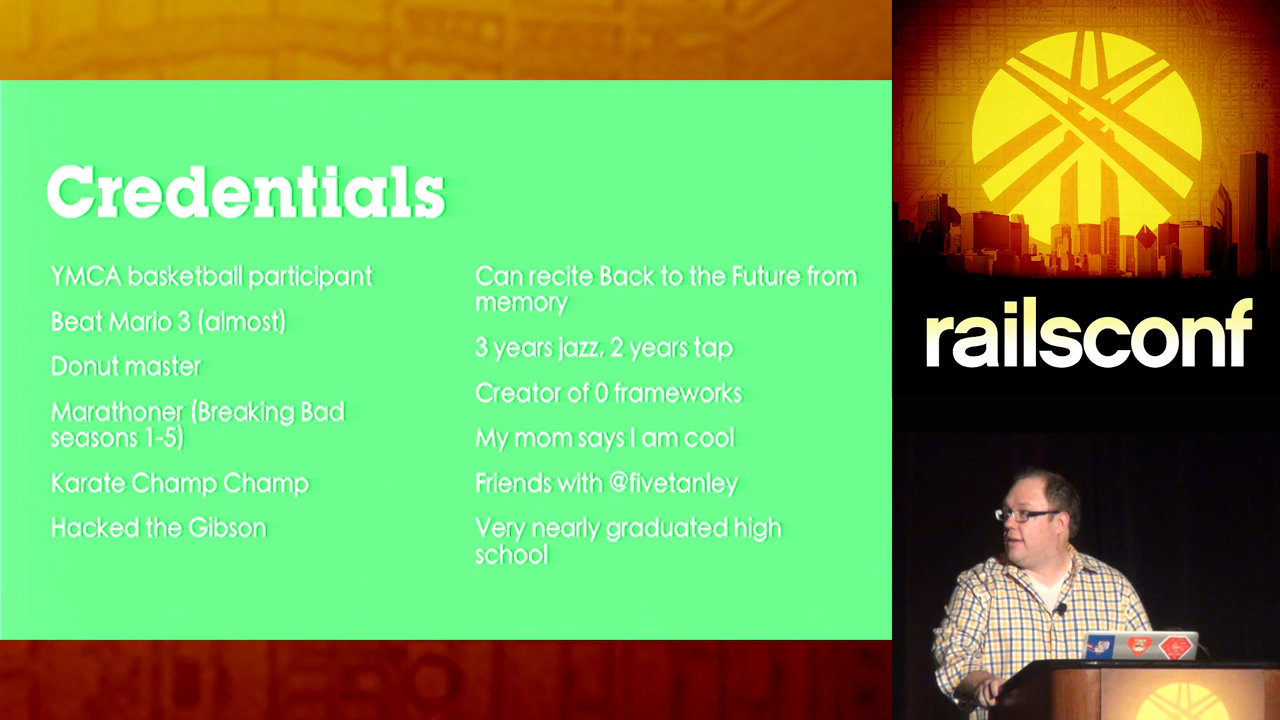 Credentials
YMCA basketball participant
Beat Mario 3 (almost)
Donut master
Marathoner (Breaking Bad
seasons 1-5)
Karate Champ Champ
Hacked the Gibson
Can recite Back to the Future from
memory
3 years jazz, 2 years tap
Creator of 0 frameworks
My mom says I am cool
Friends with @fivetanley
Very nearly graduated high
school
railsconf